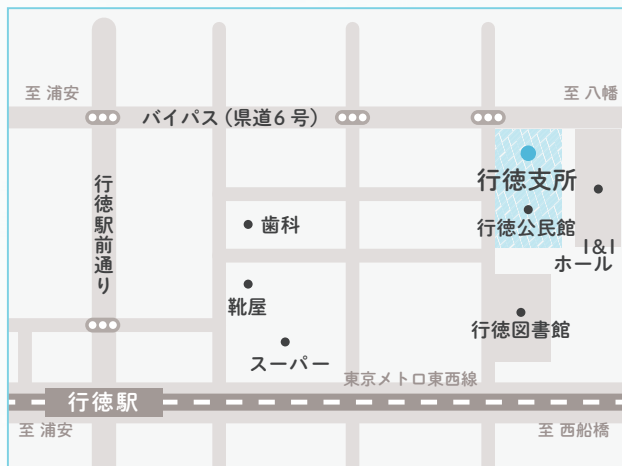 至 浦安
至 八幡
バイパス（県道6号）
行徳支所
行徳駅前通り
行徳公民館
歯科
I&I
ホール
靴屋
行徳図書館
スーパー
東京メトロ東西線
行徳駅
至 浦安
至 西船橋